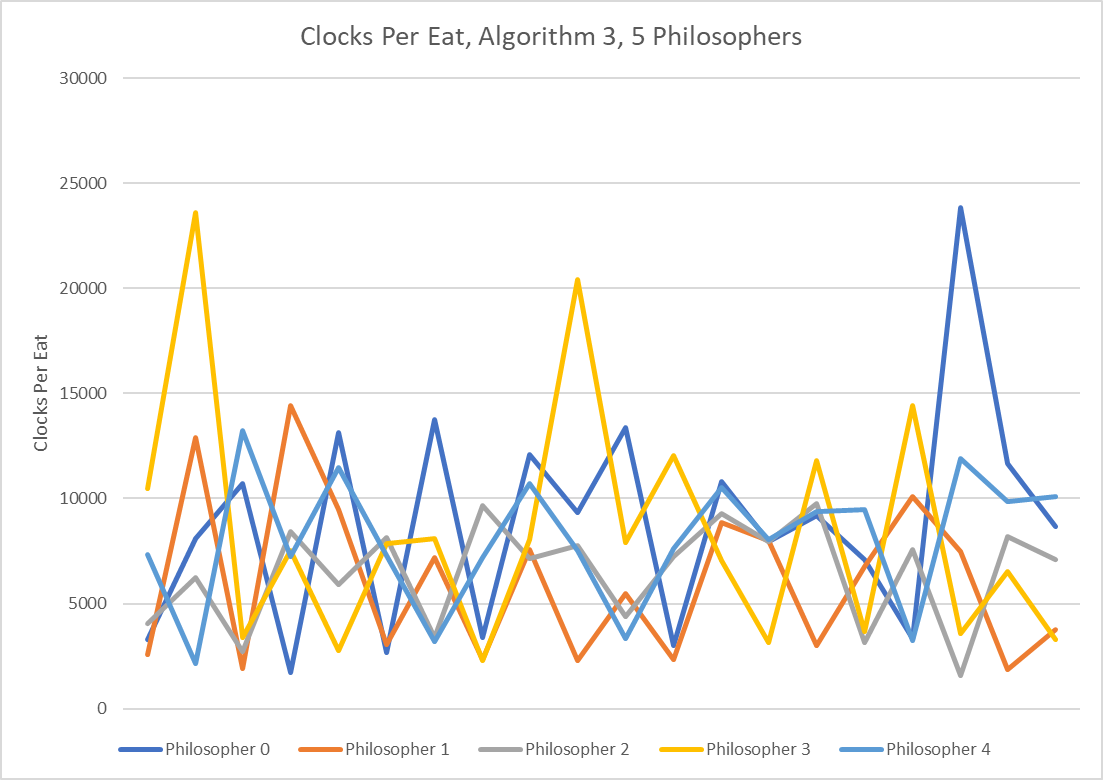 Clocks Per Eat, Algorithm 3, 5 Philosophers
30000
25000
20000
15000
10000
5000
0
Clocks Per Eat
Philosopher 0
Philosopher 1
Philosopher 2
Philosopher 3
Philosopher 4